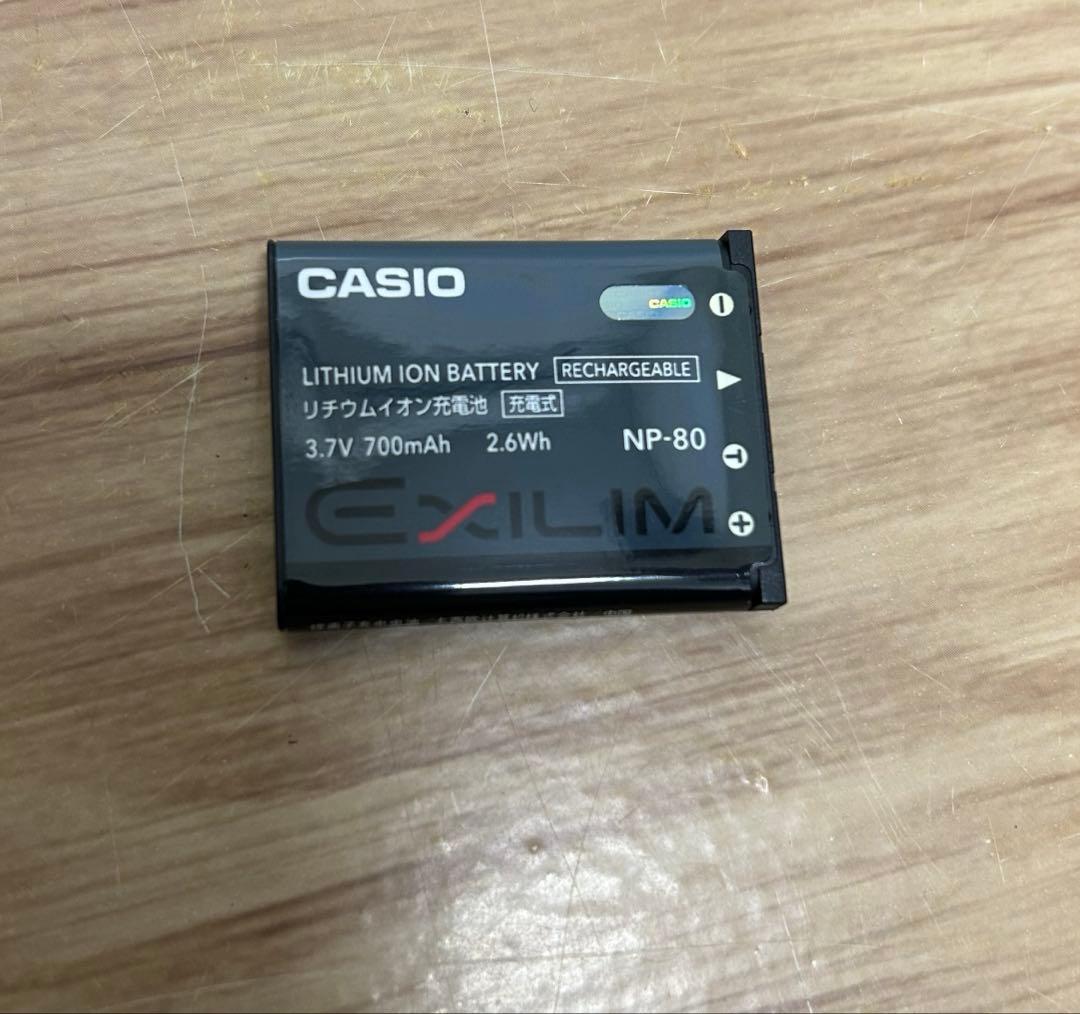 CASIO
CASIO
LITHIUM ION BATTERY RECHARGEABLE
リチウムイオン充電池 充電式
3.7V 700mAh 2.6Wh NP-80
T
EXILIM